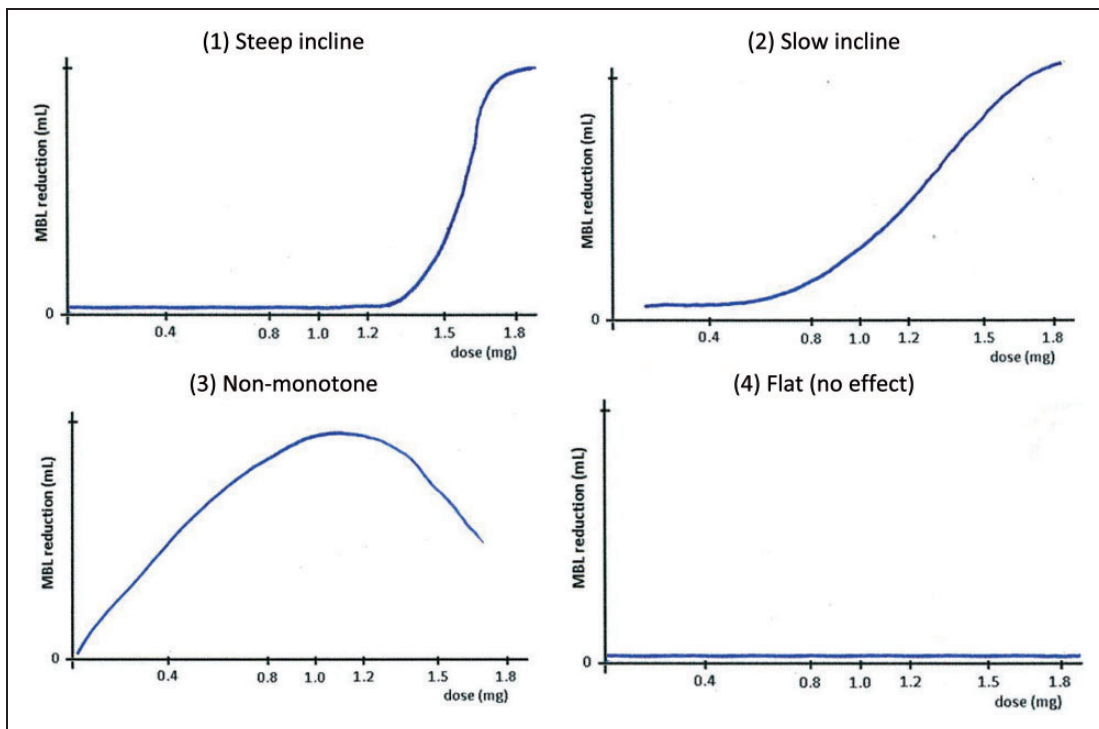 (1) Steep incline
MBL reduction (mL)
0
0.4 0.8 1.0 1.2 1.5 1.8
dose (mg)
(2) Slow incline
MBL reduction (mL)
0
0.4 0.8 1.0 1.2 1.5 1.8
dose (mg)
(3) Non-monotone
MBL reduction (mL)
0
0.4 0.8 1.0 1.2 1.5 1.8
dose (mg)
(4) Flat (no effect)
MBL reduction (mL)
0
0.4 0.8 1.0 1.2 1.5 1.8
dose (mg)